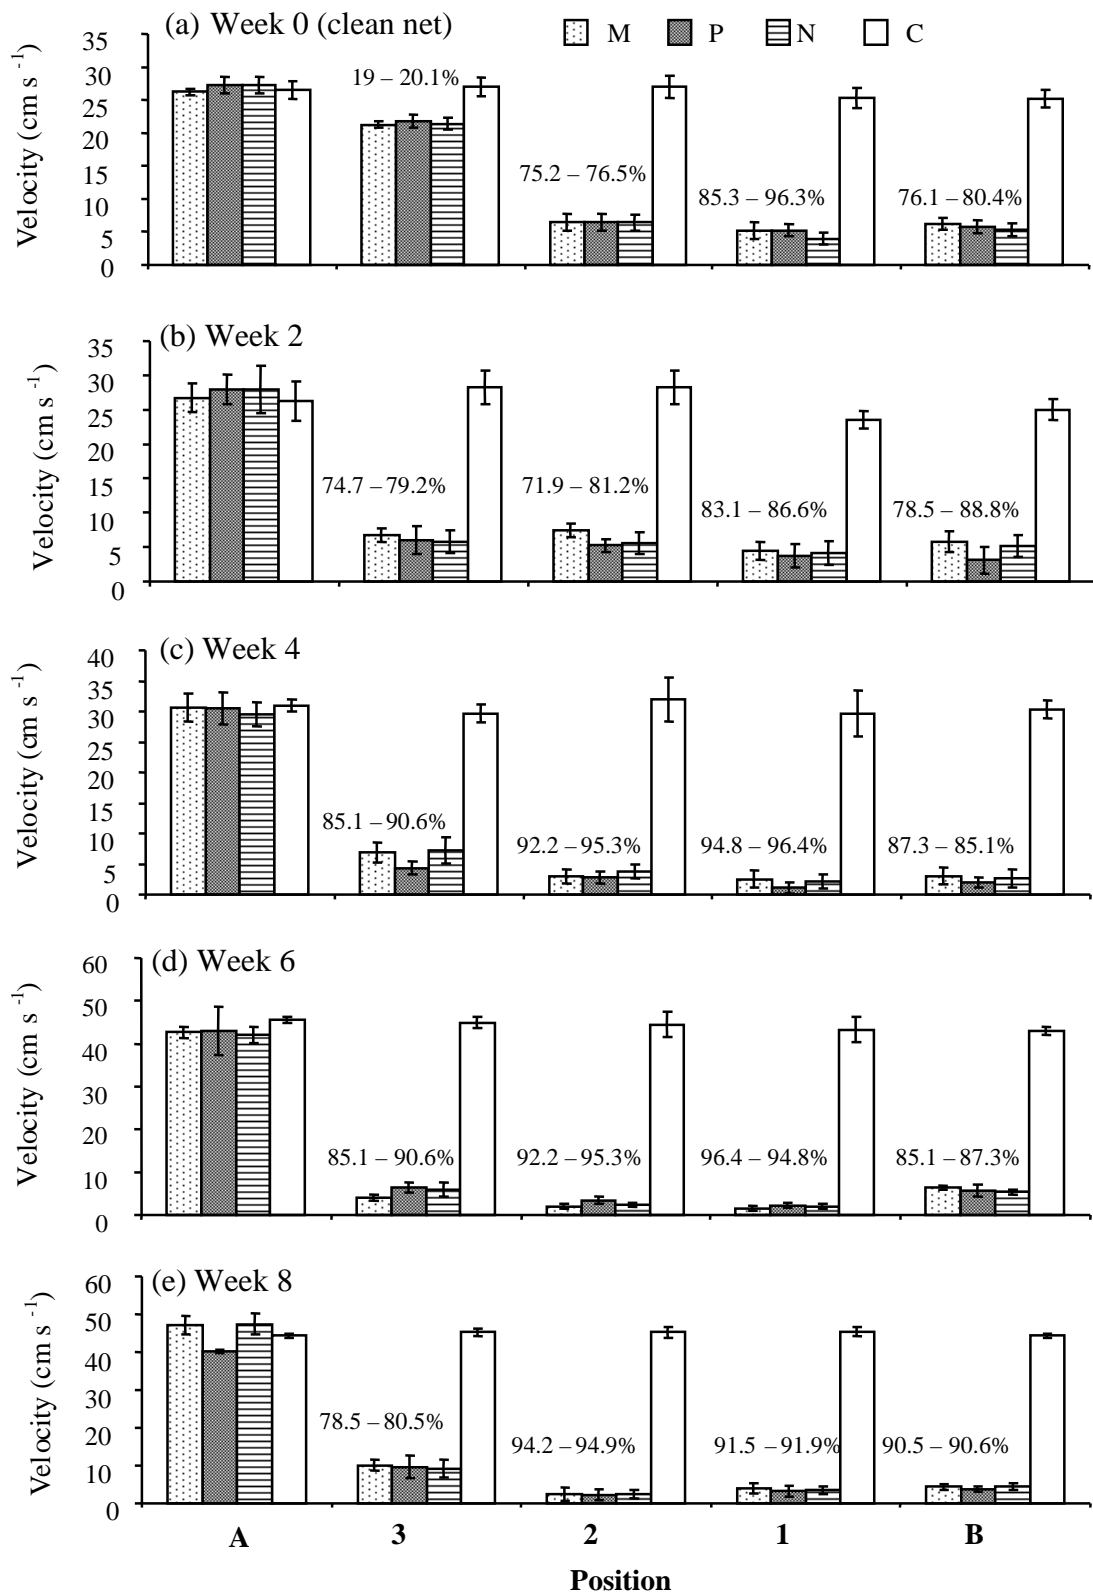 (a) Week 0 (clean net)
M P N C
Velocity (cm s -1)
35
30
25
20
15
10
5
0
19 – 20.1%
75.2 – 76.5%
85.3 – 96.3%
76.1 – 80.4%
(b) Week 2
Velocity (cm s -1)
35
30
25
20
15
10
5
0
74.7 – 79.2%
71.9 – 81.2%
83.1 – 86.6%
78.5 – 88.8%
(c) Week 4
Velocity (cm s -1)
40
35
30
25
20
15
10
5
0
85.1 – 90.6%
92.2 – 95.3%
94.8 – 96.4%
87.3 – 85.1%
(d) Week 6
Velocity (cm s -1)
60
50
40
30
20
10
0
85.1 – 90.6%
92.2 – 95.3%
96.4 – 94.8%
85.1 – 87.3%
(e) Week 8
Velocity (cm s -1)
60
50
40
30
20
10
0
78.5 – 80.5%
94.2 – 94.9%
91.5 – 91.9%
90.5 – 90.6%
A 3 2 1 B
Position